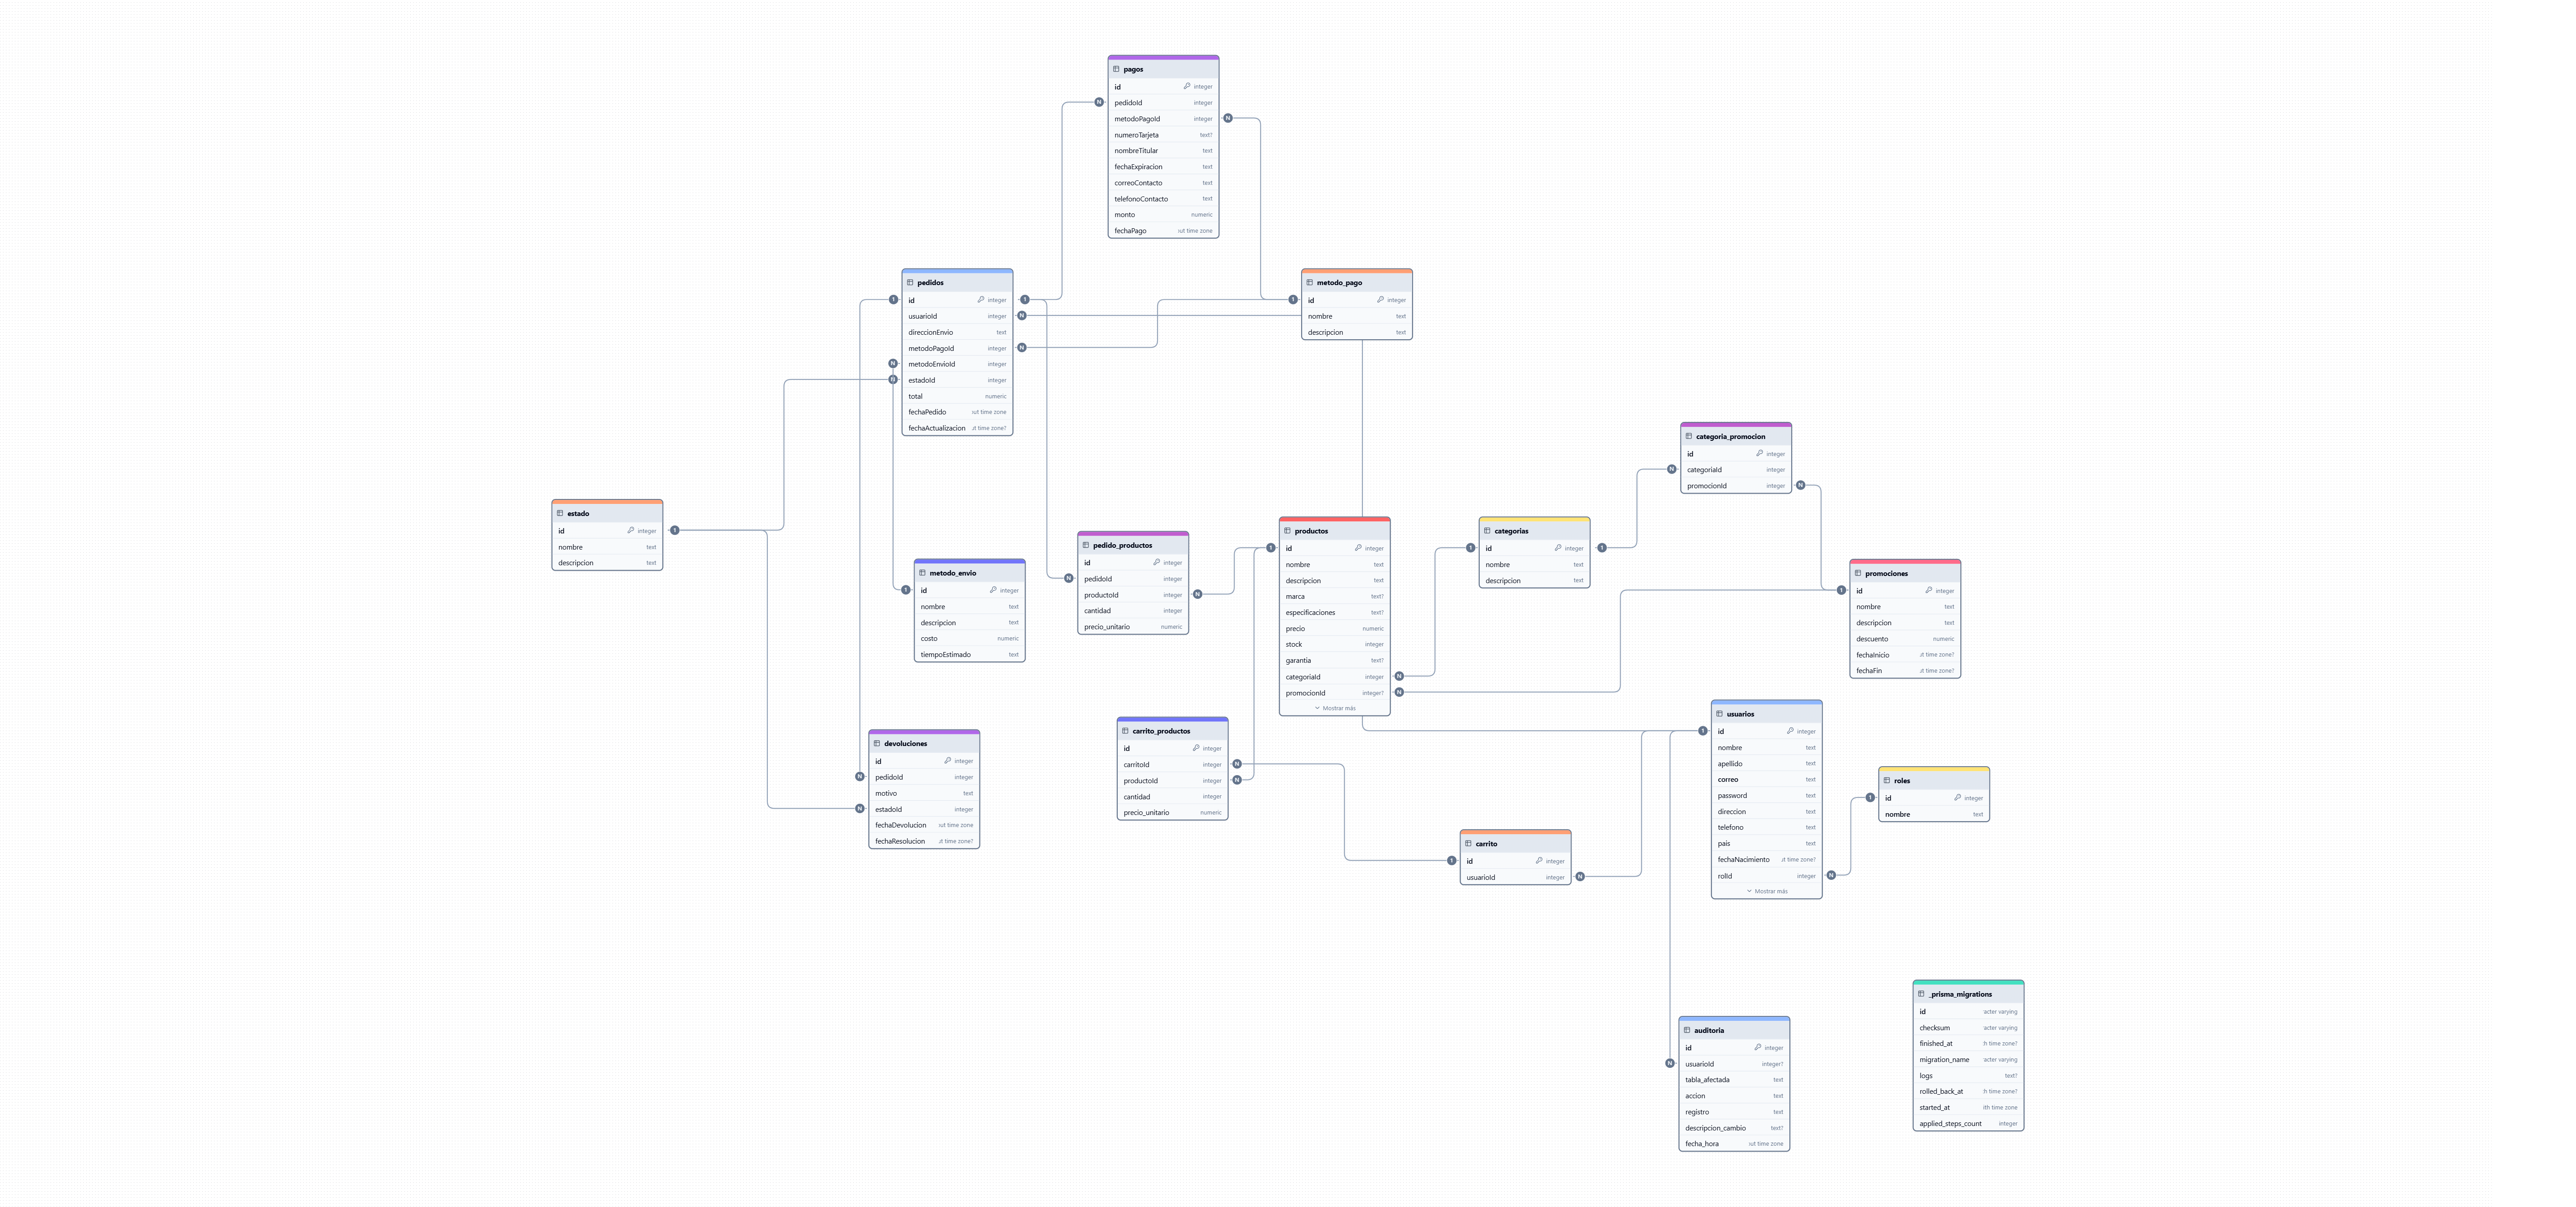 pagos
id integer
pedidoId integer
metodoPagoId integer
numeroTarjeta text?
nombreTitular text
fechaExpiracion text
correoContacto text
telefonoContacto text
monto numeric
fechaPago out time zone
pedidos
id integer
usuarioId integer
direccionEnvio text
metodoPagoId integer
metodoEnvioId integer
estadoId integer
total numeric
fechaPedido out time zone
fechaActualizacion time zone?
metodo_pago
id integer
nombre text
descripcion text
categoria_promocion
id integer
categoriaId integer
promocionId integer
estado
id integer
nombre text
descripcion text
metodo_envio
id integer
nombre text
descripcion text
costo numeric
tiempoEstimado text
pedido_productos
id integer
pedidoId integer
productoId integer
cantidad integer
precio_unitario numeric
productos
id integer
nombre text
descripcion text
marca text?
especificaciones text?
precio numeric
stock integer
garantia text?
categoriaId integer
promocionId integer?
Mostrar más
categorias
id integer
nombre text
descripcion text
promociones
id integer
nombre text
descripcion text
descuento numeric
fechaInicio time zone?
fechaFin time zone?
devoluciones
id integer
pedidoId integer
motivo text
estadoId integer
fechaDevolucion out time zone
fechaResolucion time zone?
carrito_productos
id integer
carritoId integer
productoId integer
cantidad integer
precio_unitario numeric
carrito
id integer
usuarioId integer
usuarios
id integer
nombre text
apellido text
correo text
password text
direccion text
telefono text
pais text
fechaNacimiento time zone?
rolId integer
Mostrar más
roles
id integer
nombre text
auditoria
id integer
usuarioId integer?
tabla_afectada text
accion text
registro text
descripcion_cambio text?
fecha_hora out time zone
_prisma_migrations
id acter varying
checksum acter varying
finished_at h time zone?
migration_name acter varying
logs text?
rolled_back_at h time zone?
started_at ith time zone
applied_steps_count integer